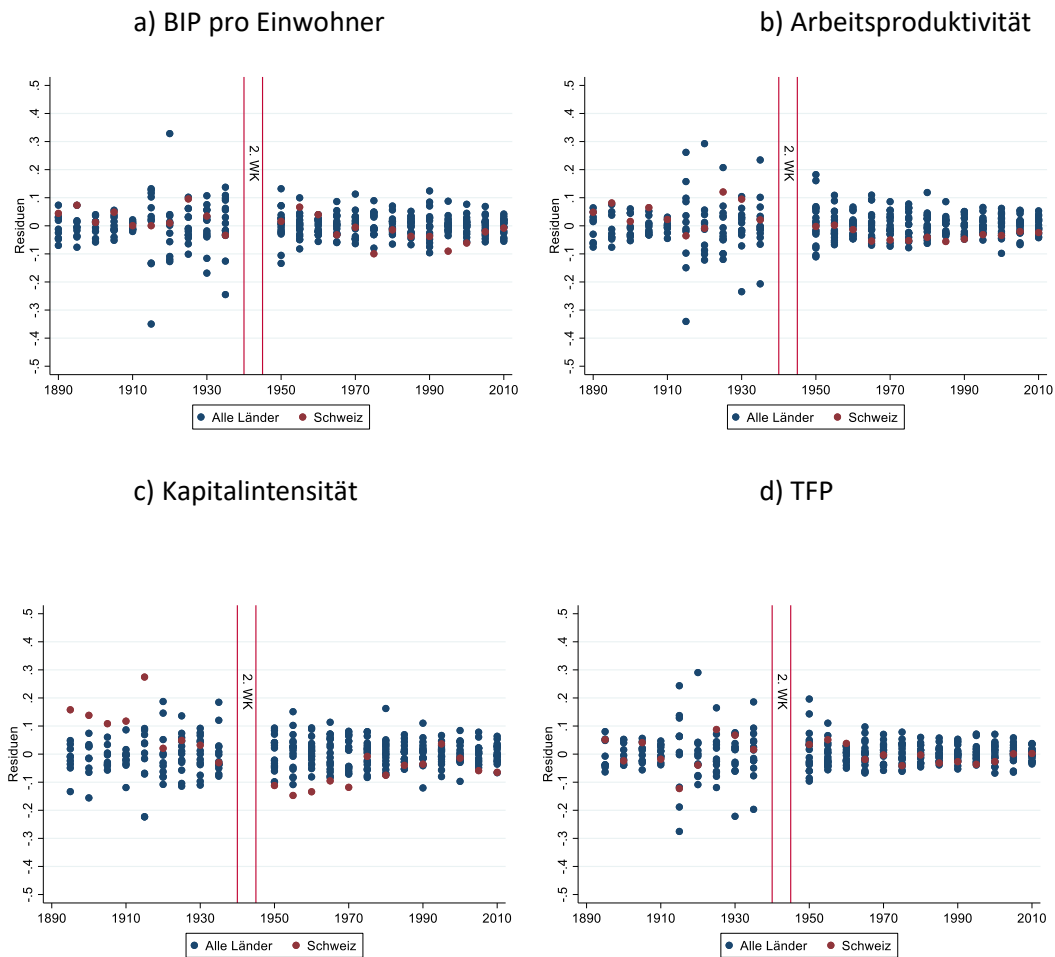 a) BIP pro Einwohner
b) Arbeitsproduktivität
Residuen
.5
.4
.3
.2
.1
0
-.1
-.2
-.3
-.4
-.5
2. WK
1890 1910 1930 1950 1970 1990 2010
Alle Länder Schweiz
Residuen
.5
.4
.3
.2
.1
0
-.1
-.2
-.3
-.4
-.5
2. WK
1890 1910 1930 1950 1970 1990 2010
Alle Länder Schweiz
c) Kapitalintensität
d) TFP
Residuen
.5
.4
.3
.2
.1
0
-.1
-.2
-.3
-.4
-.5
2. WK
1890 1910 1930 1950 1970 1990 2010
Alle Länder Schweiz
Residuen
.5
.4
.3
.2
.1
0
-.1
-.2
-.3
-.4
-.5
2. WK
1890 1910 1930 1950 1970 1990 2010
Alle Länder Schweiz